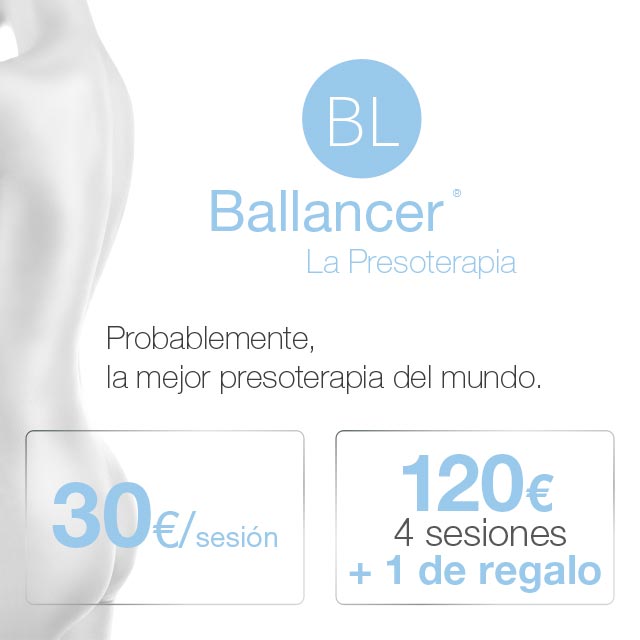 BL
Ballancer®
La Presoterapia
Probablemente,
la mejor presoterapia del mundo.
30€/sesión
120€
4 sesiones
+ 1 de regalo